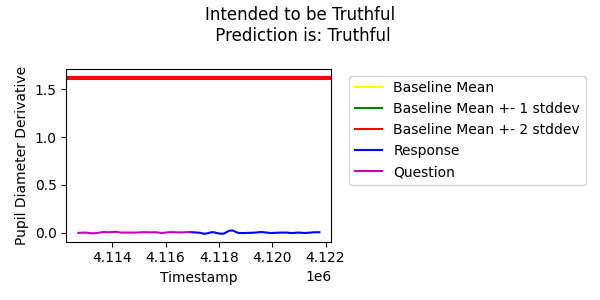 Intended to be Truthful
Prediction is: Truthful
Pupil Diameter Derivative
1.5
1.0
0.5
0.0
4.114 4.116 4.118 4.120 4.122
1e6
Timestamp
Baseline Mean
Baseline Mean +- 1 stddev
Baseline Mean +- 2 stddev
Response
Question